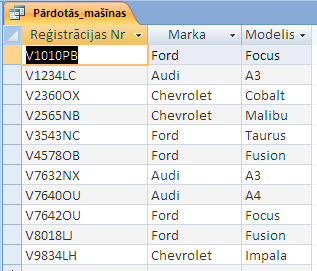 Pārdotās_mašīnas
Reģistrācijas Nr Marka Modelis
V1010PB Ford Focus
V1234LC Audi A3
V2360OX Chevrolet Cobalt
V2565NB Chevrolet Malibu
V3543NC Ford Taurus
V4578OB Ford Fusion
V7632NX Audi A3
V7640OU Audi A4
V7642OU Ford Focus
V8018LJ Ford Fusion
V9834LH Chevrolet Impala